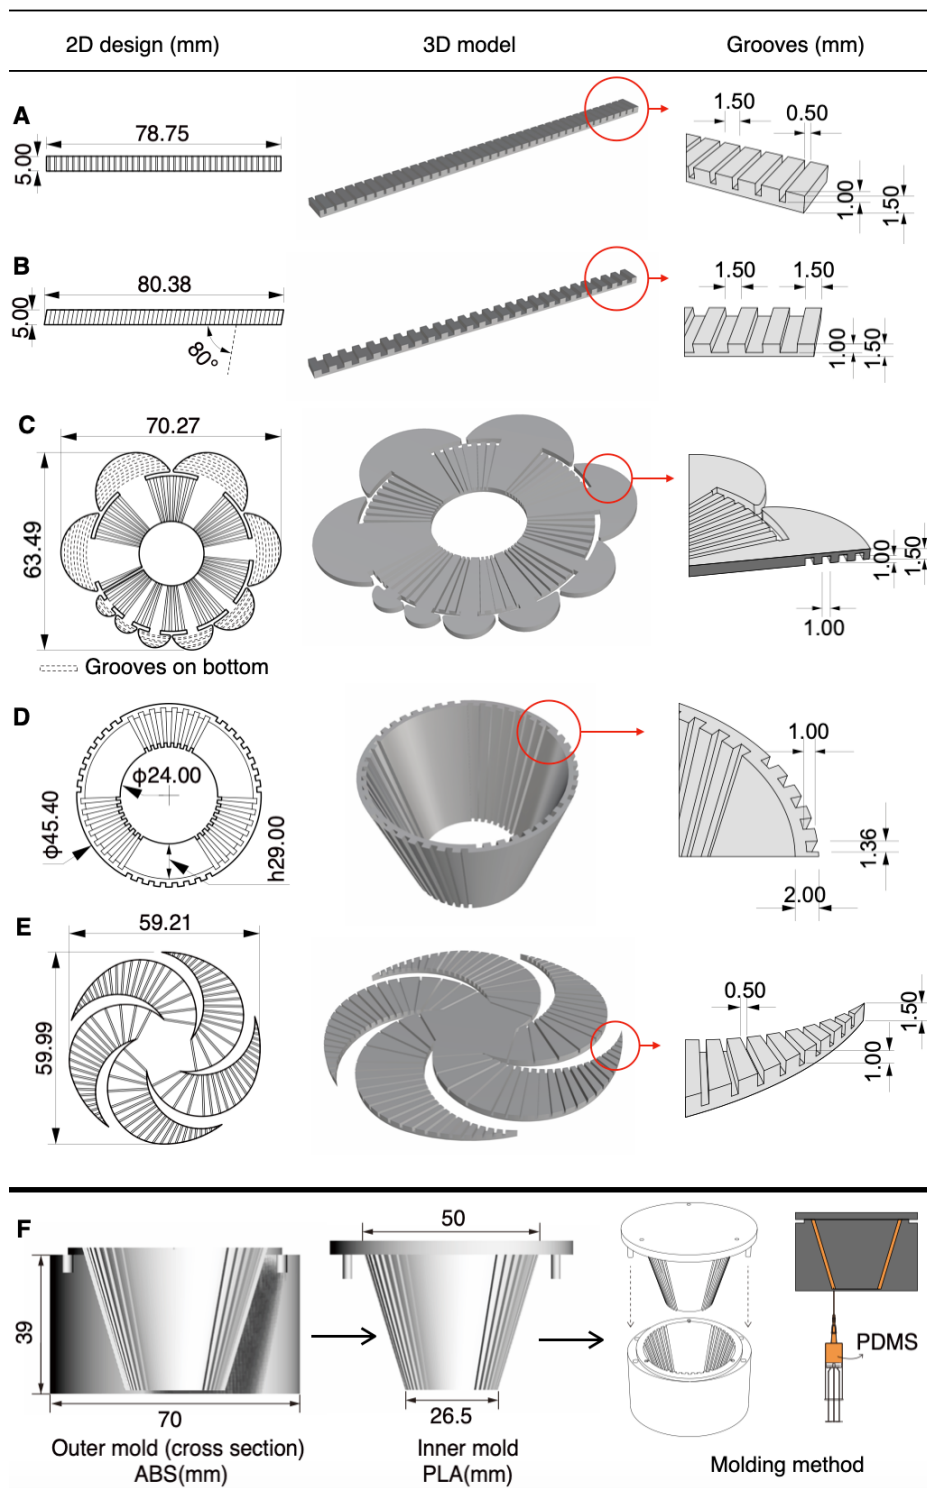 2D design (mm) 3D model Grooves (mm)
A
78.75
5.00
1.50 0.50
1.00
1.50
B
80.38
5.00
80°
1.50 1.50
1.00
1.50
C
70.27
63.49
Grooves on bottom
1.00
1.50
1.00
D
ϕ24.00
ϕ45.40
h29.00
1.00
1.36
2.00
E
59.21
59.99
0.50
1.50
1.00
F
39
70
Outer mold (cross section)
ABS(mm)
50
26.5
Inner mold
PLA(mm)
PDMS
Molding method